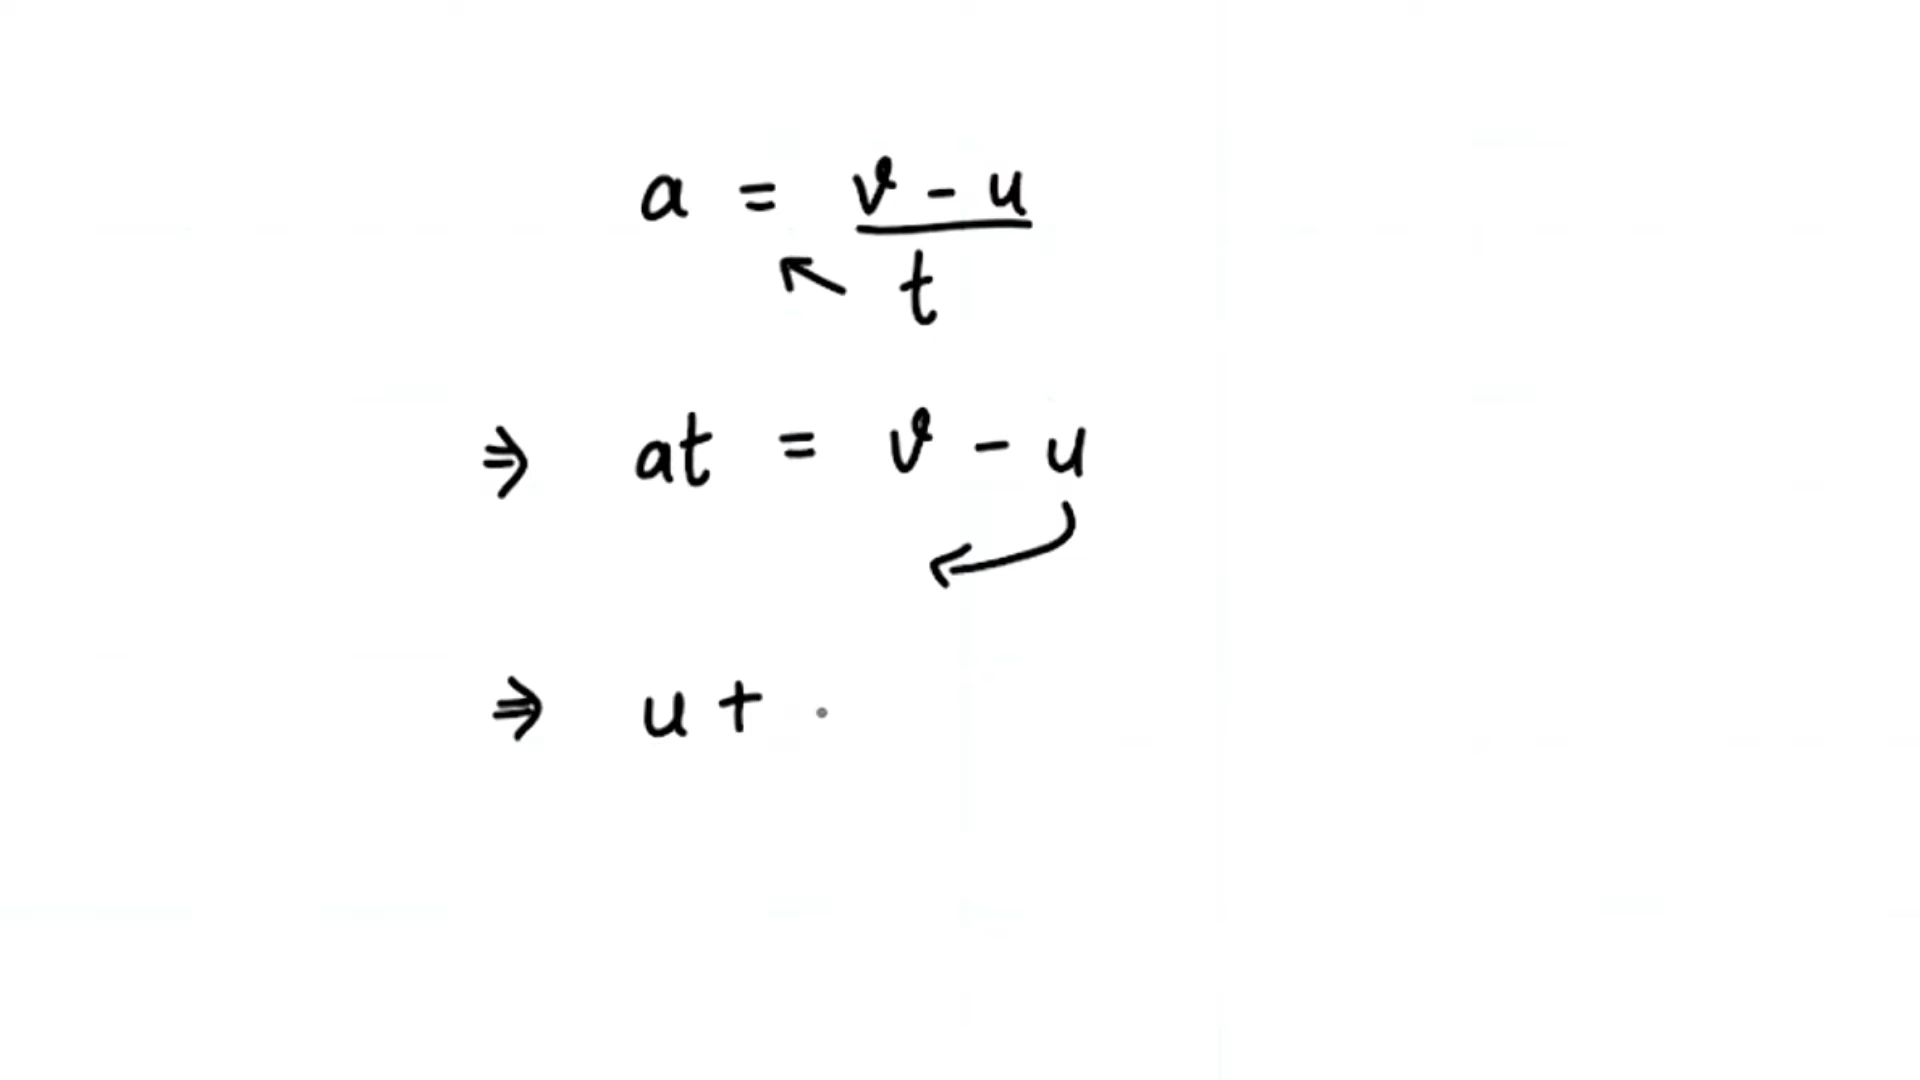 a = v - u
t
⇒ at = v - u
⇒ u +